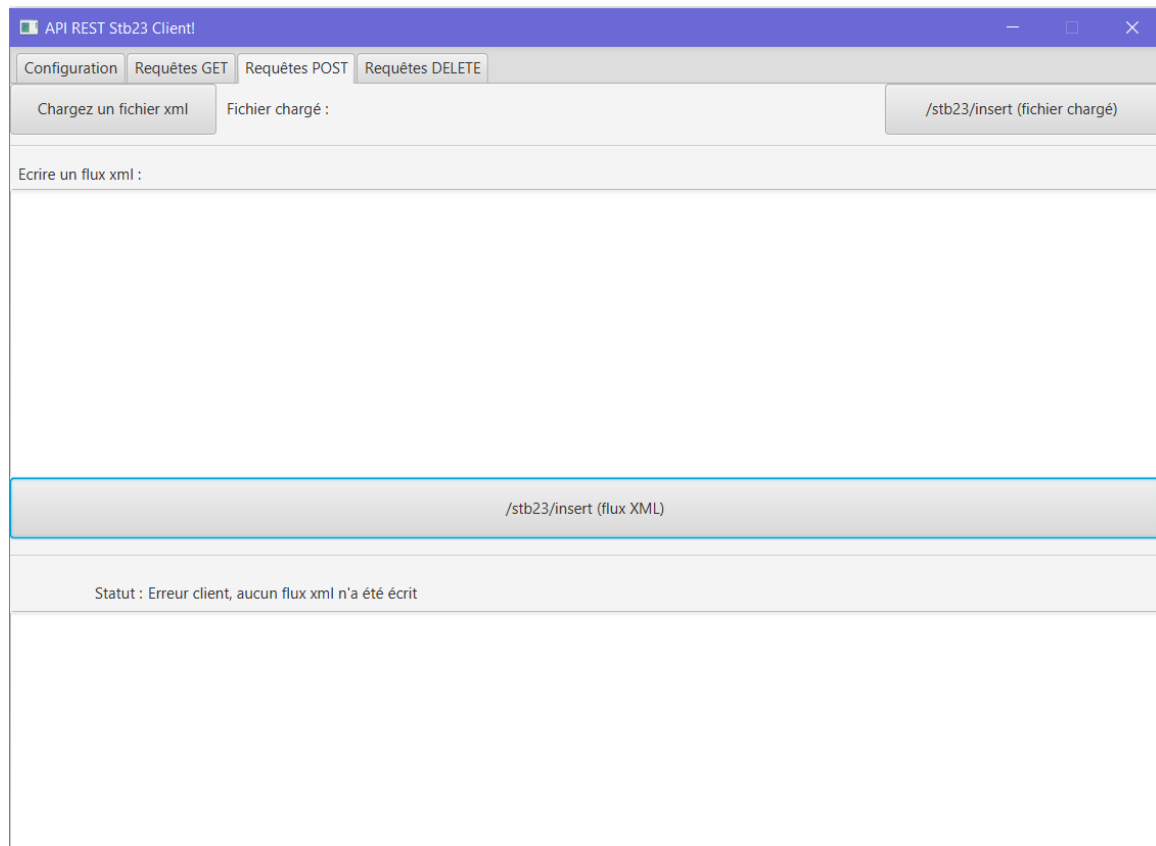 API REST Stb23 Client!
Configuration Requêtes GET Requêtes POST Requêtes DELETE
Chargez un fichier xml Fichier chargé : /stb23/insert (fichier chargé)
Ecrire un flux xml :
/stb23/insert (flux XML)
Statut : Erreur client, aucun flux xml n'a été écrit